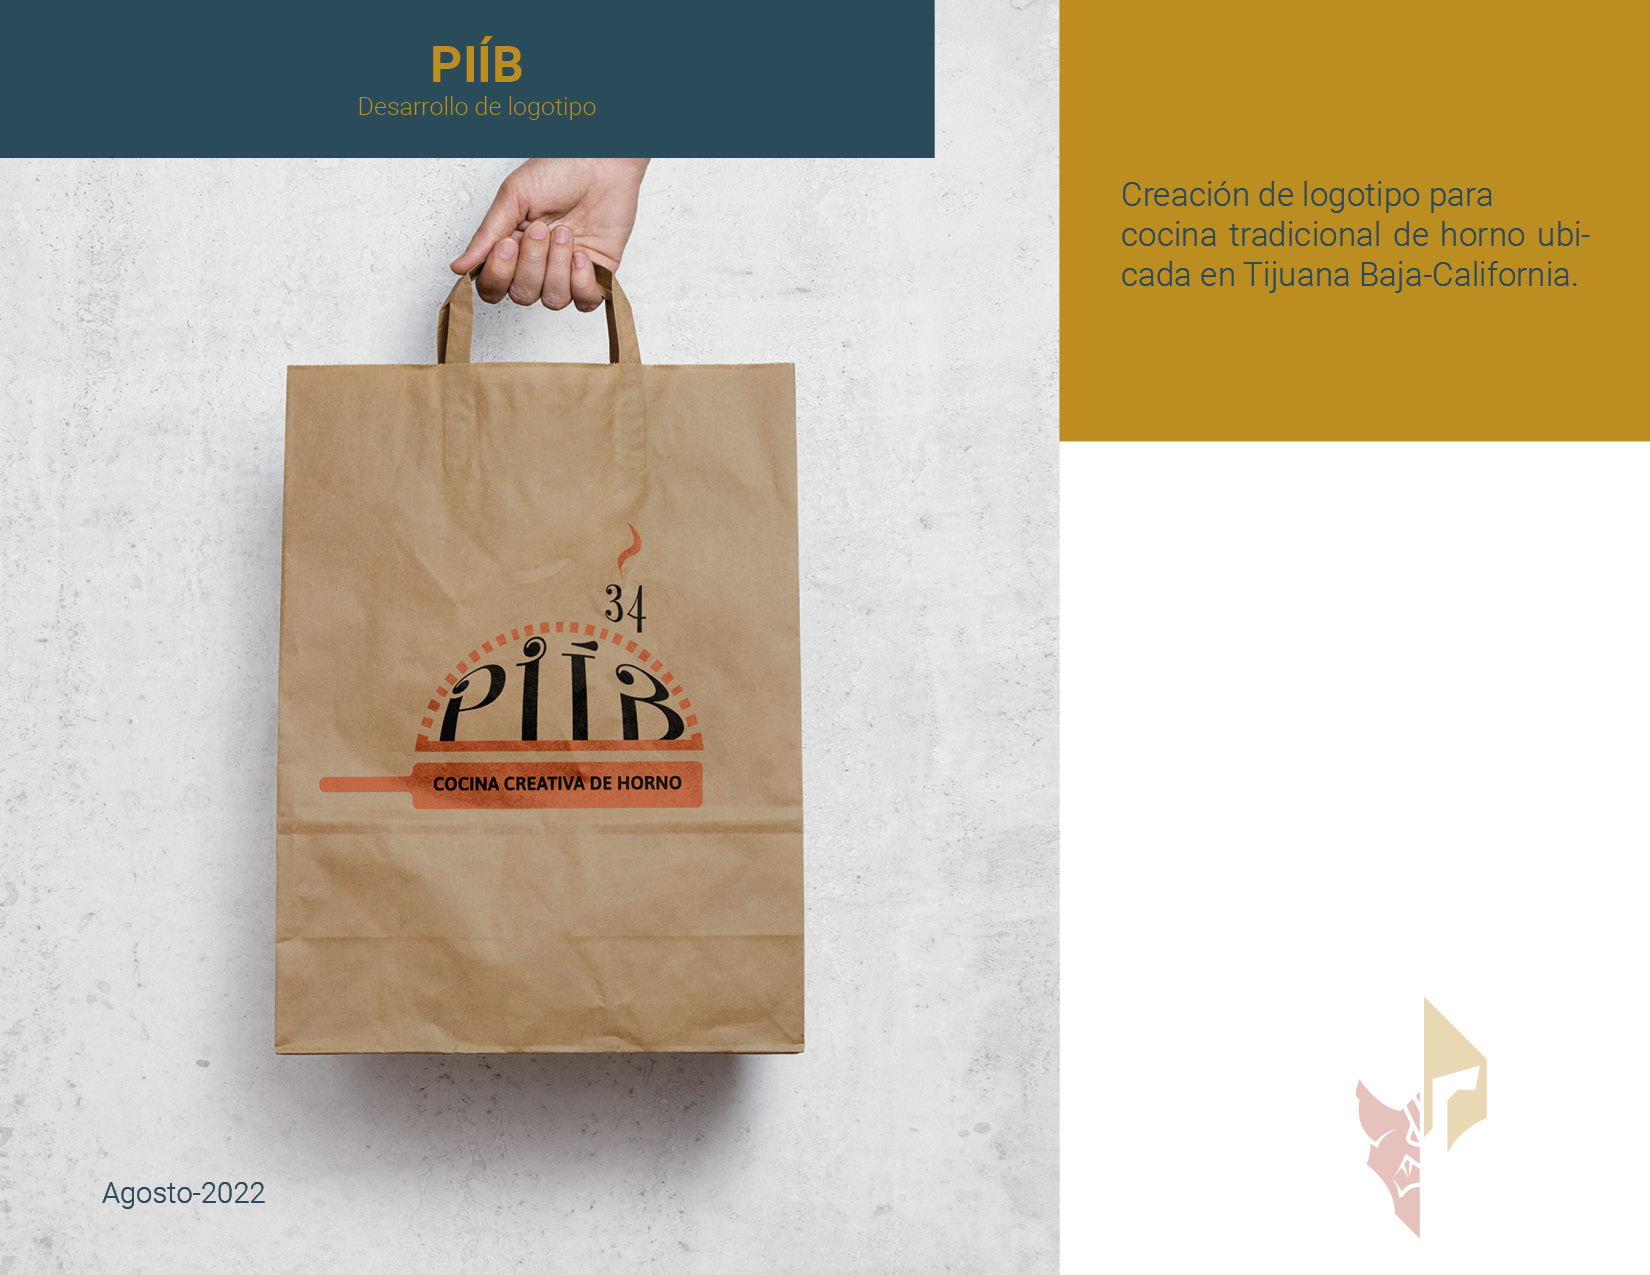 PIÍB
Desarrollo de logotipo
Creación de logotipo para
cocina tradicional de horno ubi-
cada en Tijuana Baja-California.
34
PIÍB
COCINA CREATIVA DE HORNO
Agosto-2022